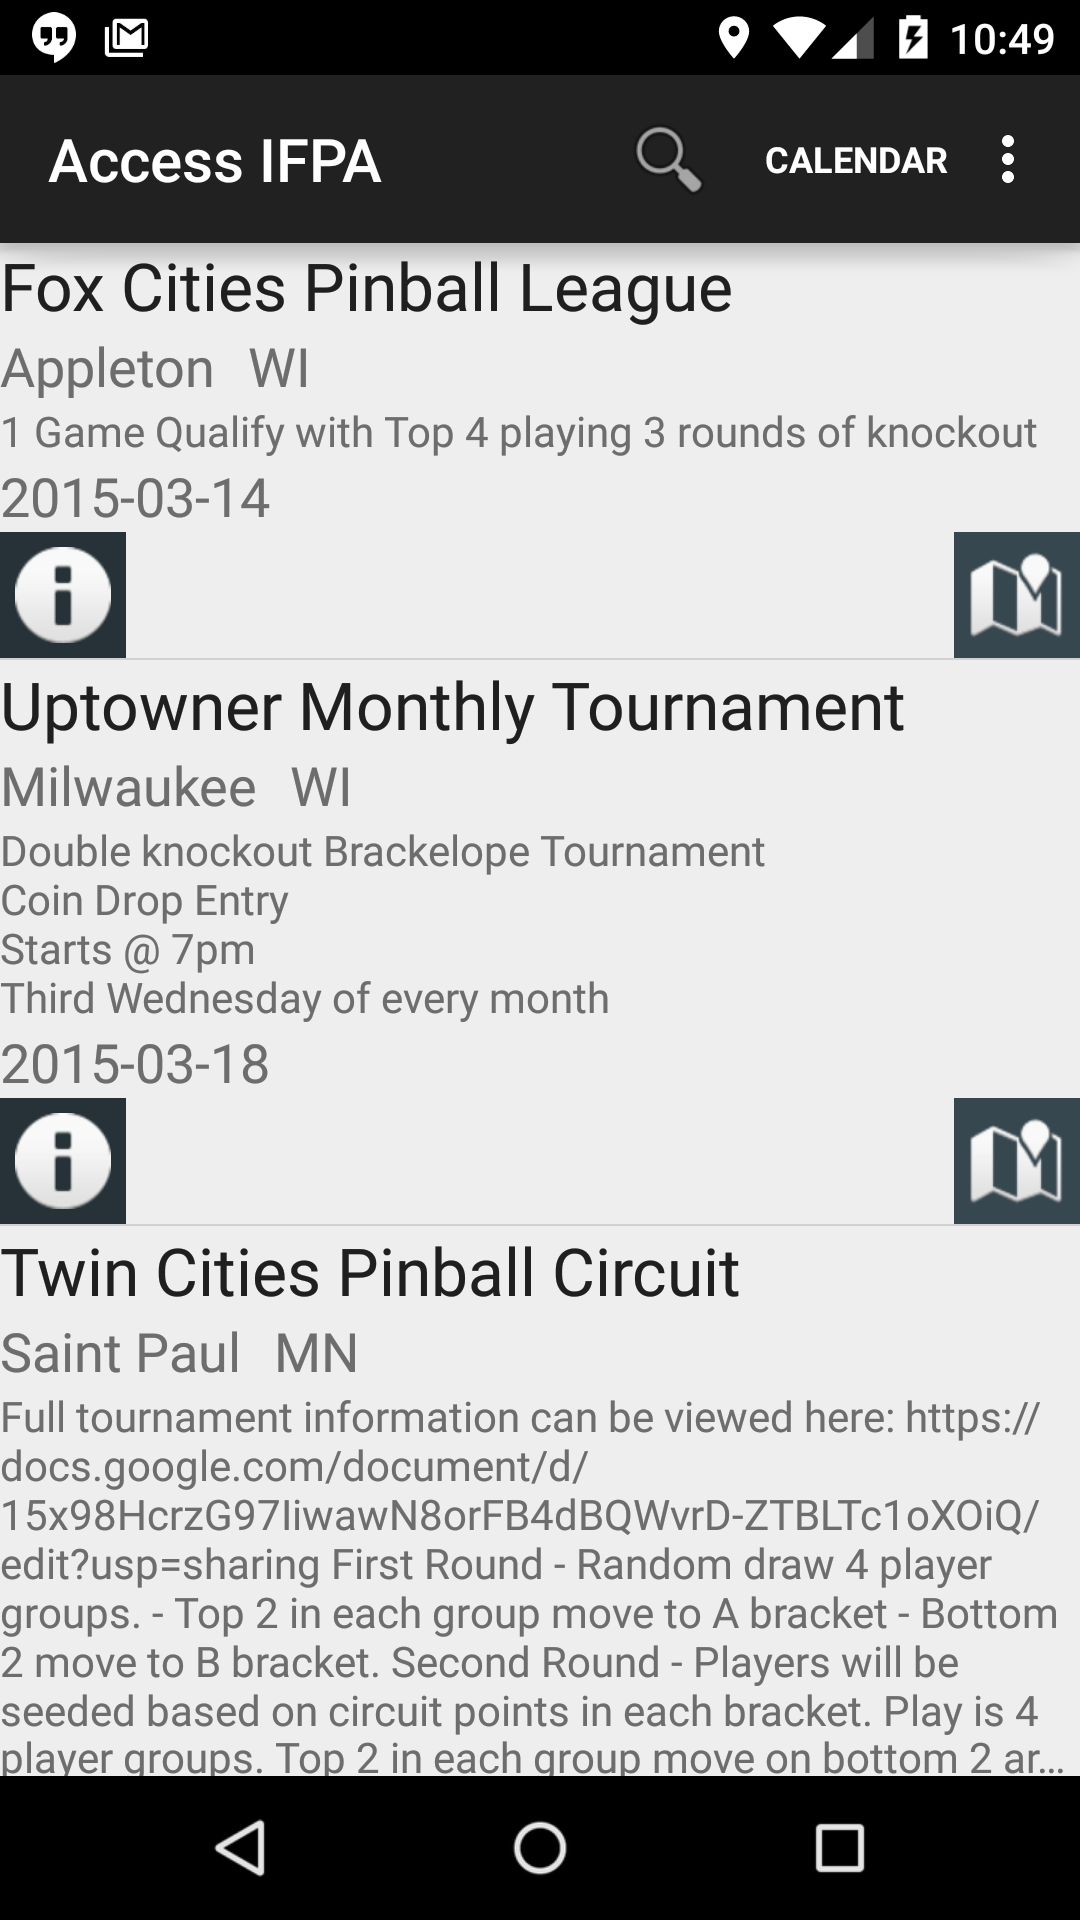 10:49
Access IFPA
CALENDAR
Fox Cities Pinball League
Appleton WI
1 Game Qualify with Top 4 playing 3 rounds of knockout
2015-03-14
Uptowner Monthly Tournament
Milwaukee WI
Double knockout Brackelope Tournament
Coin Drop Entry
Starts @ 7pm
Third Wednesday of every month
2015-03-18
Twin Cities Pinball Circuit
Saint Paul MN
Full tournament information can be viewed here: https://
docs.google.com/document/d/
15x98HcrzG97IiwawN8orFB4dBQWvrD-ZTBLTc1oXOiQ/
edit?usp=sharing First Round - Random draw 4 player
groups. - Top 2 in each group move to A bracket - Bottom
2 move to B bracket. Second Round - Players will be
seeded based on circuit points in each bracket. Play is 4
player groups. Top 2 in each group move on bottom 2 ar...